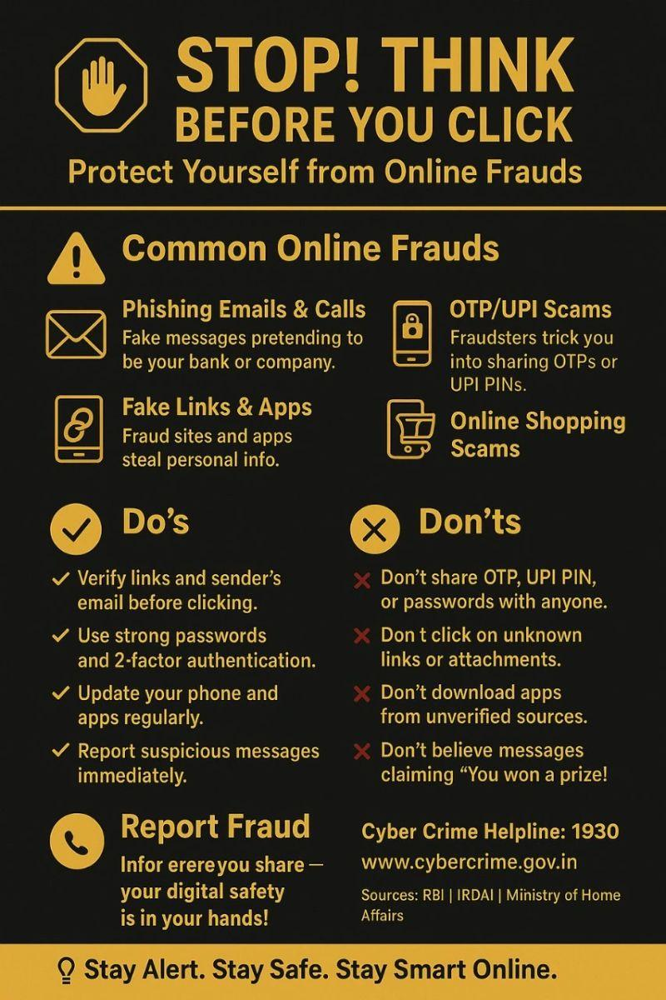 STOP! THINK
BEFORE YOU CLICK
Protect Yourself from Online Frauds
Common Online Frauds
Phishing Emails & Calls
Fake messages pretending to
be your bank or company.
OTP/UPI Scams
Fraudsters trick you
into sharing OTPs or
UPI PINs.
Fake Links & Apps
Fraud sites and apps
steal personal info.
Online Shopping
Scams
Do's
Verify links and sender's
email before clicking.
Use strong passwords
and 2-factor authentication.
Update your phone and
apps regularly.
Report suspicious messages
immediately.
Don'ts
Don't share OTP, UPI PIN,
or passwords with anyone.
Don t click on unknown
links or attachments.
Don't download apps
from unverified sources.
Don't believe messages
claiming “You won a prize!
Report Fraud
Infor erereyou share —
your digital safety
is in your hands!
Cyber Crime Helpline: 1930
www.cybercrime.gov.in
Sources: RBI | IRDAI | Ministry of Home
Affairs
Stay Alert. Stay Safe. Stay Smart Online.